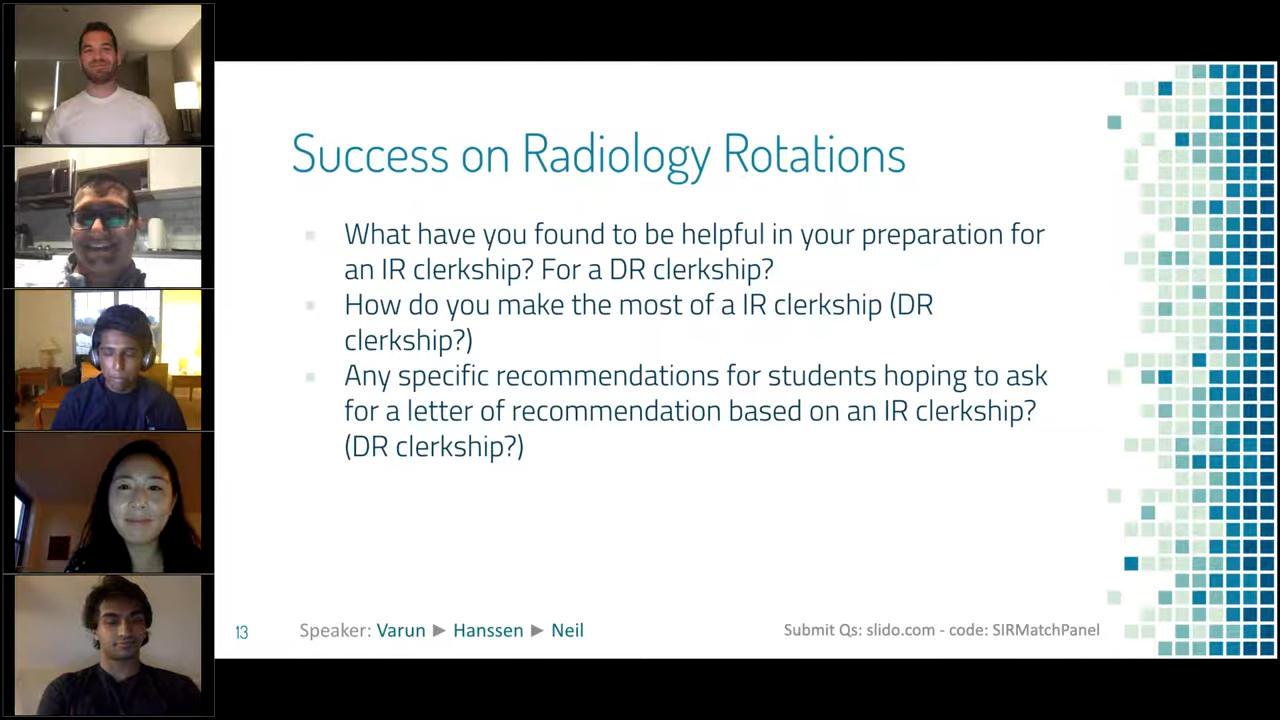 Success on Radiology Rotations
What have you found to be helpful in your preparation for
an IR clerkship? For a DR clerkship?
How do you make the most of a IR clerkship (DR
clerkship?)
Any specific recommendations for students hoping to ask
for a letter of recommendation based on an IR clerkship?
(DR clerkship?)
13
Speaker: Varun ► Hanssen ► Neil
Submit Qs: slido.com - code: SIRMatchPanel